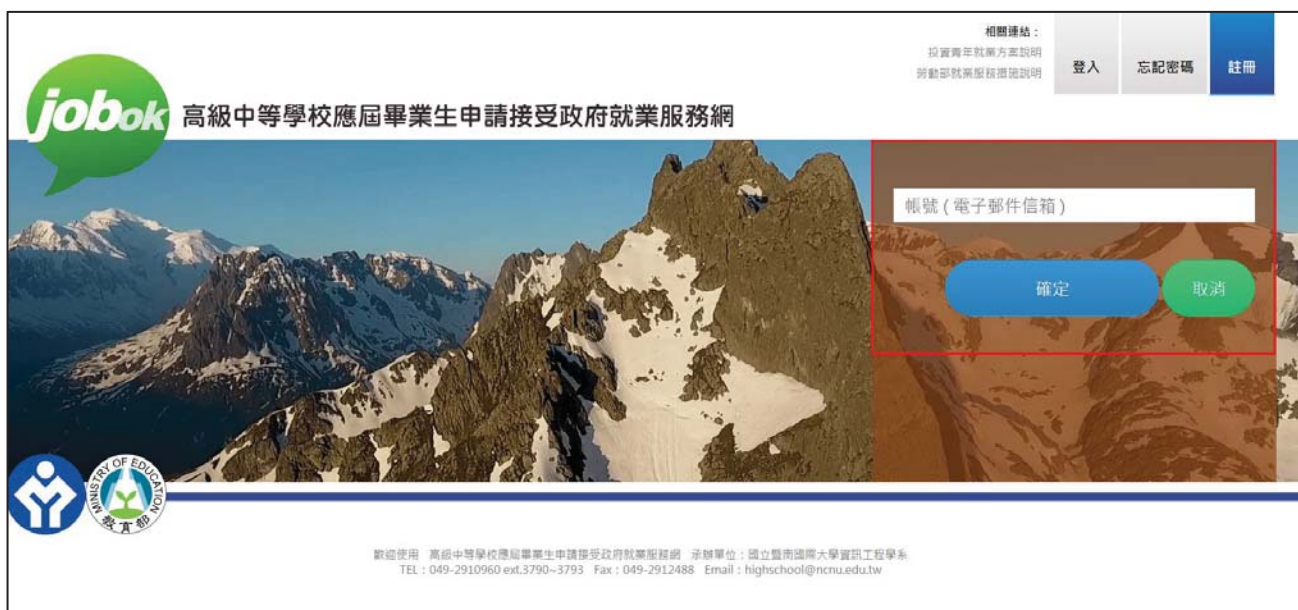 相關連結：
投資青年就業方案說明
勞動部就業服務措施說明
登入
忘記密碼
註冊
jobok
高級中等學校應屆畢業生申請接受政府就業服務網
帳號 ( 電子郵件信箱 )
確定
取消
MINISTRY OF EDUCATION
教育部
歡迎使用 高級中等學校應屆畢業生申請接受政府就業服務網 承辦單位：國立暨南國際大學資訊工程學系
TEL：049-2910960 ext.3790~3793 Fax：049-2912488 Email：highschool@ncnu.edu.tw